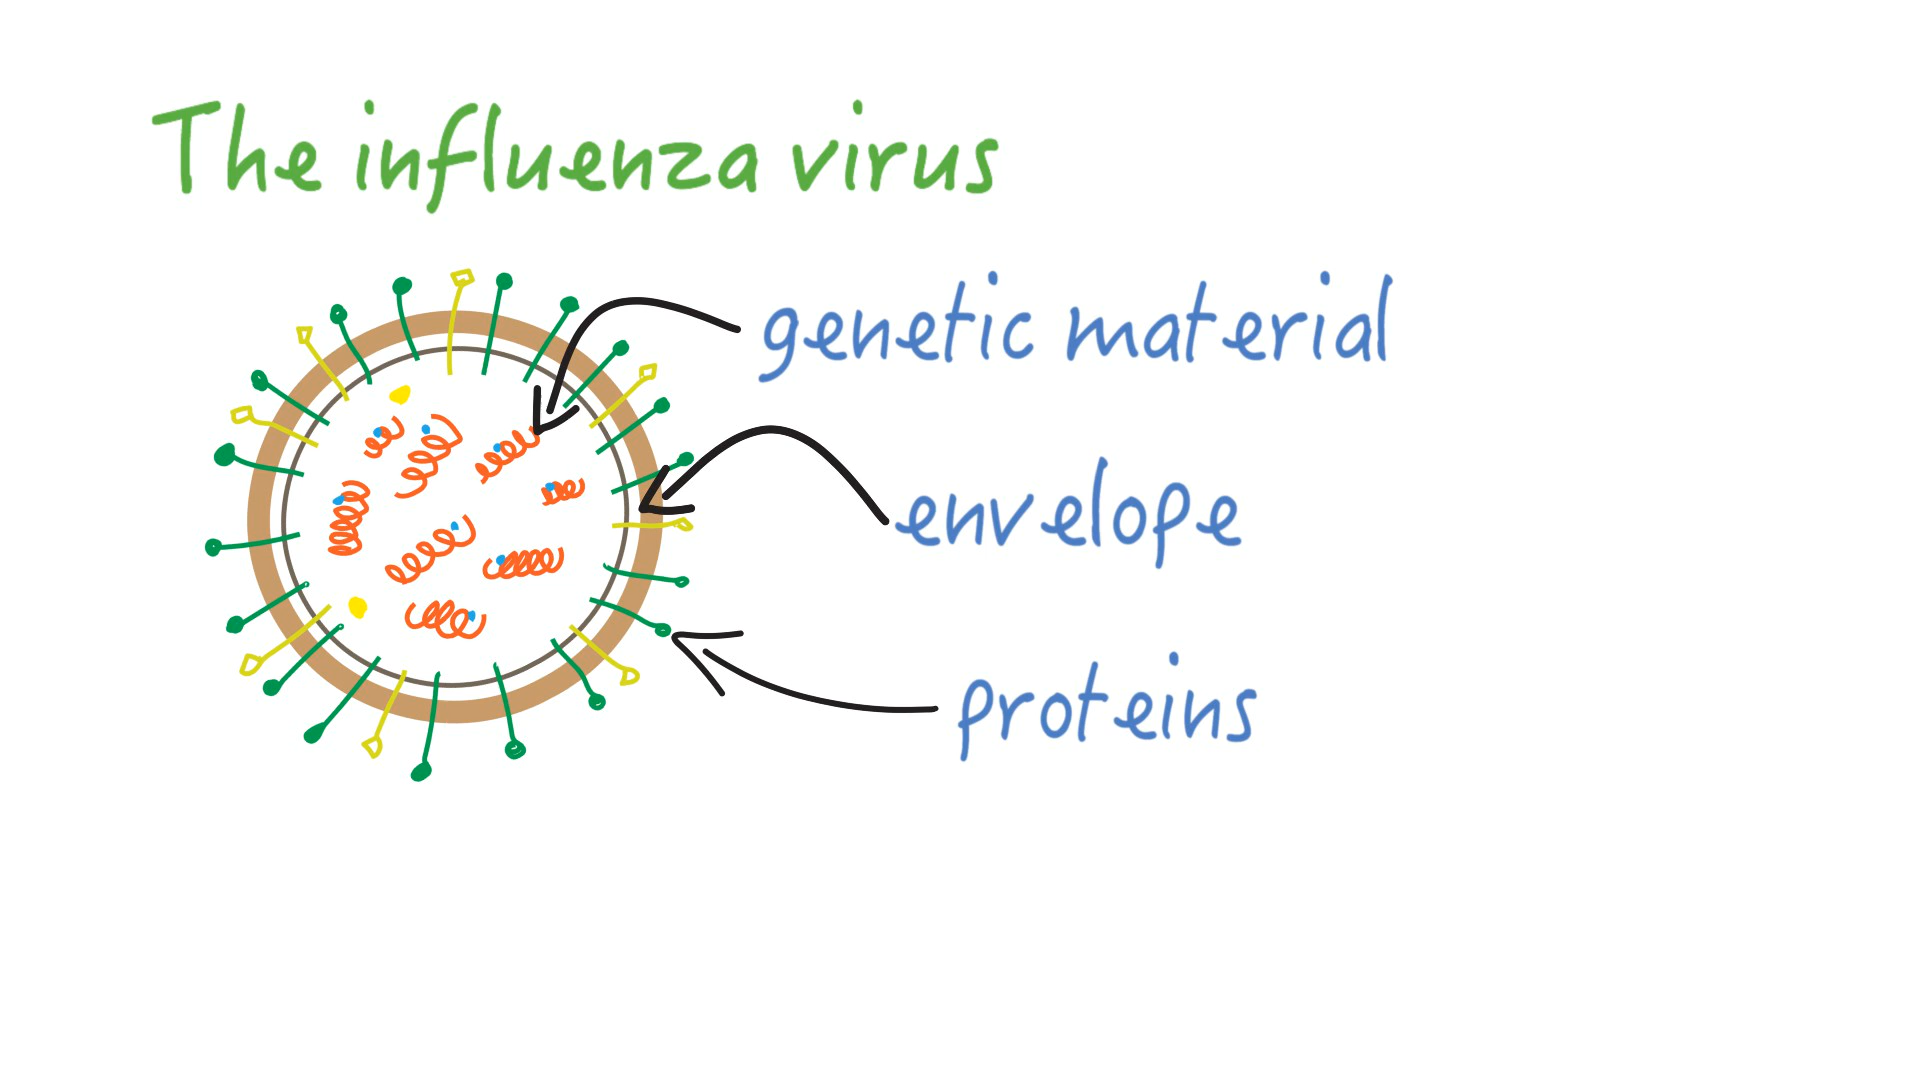 The influenza virus
genetic material
envelope
proteins